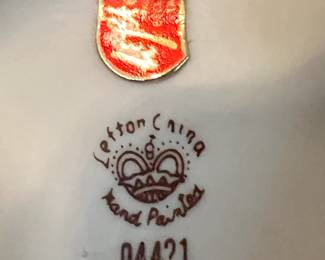 Lefton China
Hand Painted
04421